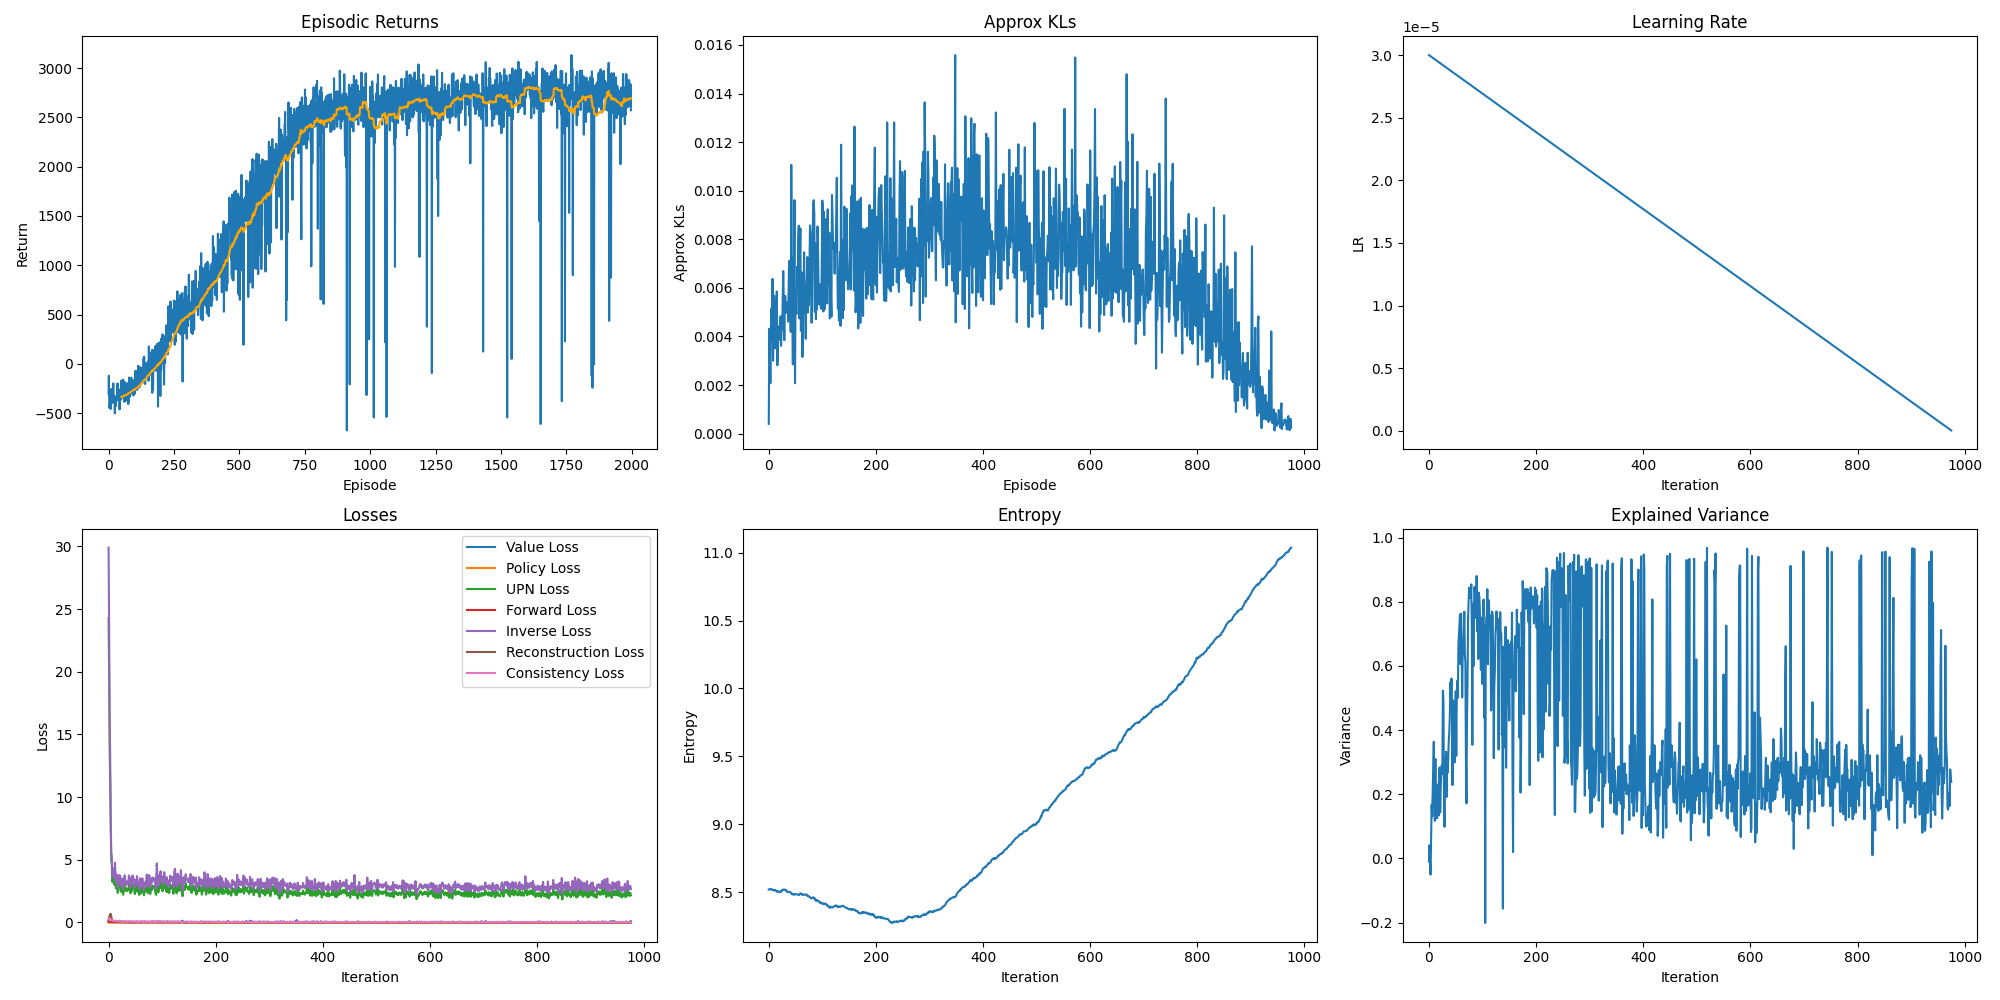 Episodic Returns
Return
3000
2500
2000
1500
1000
500
0
−500
0 250 500 750 1000 1250 1500 1750 2000
Episode
Approx KLs
Approx KLs
0.016
0.014
0.012
0.010
0.008
0.006
0.004
0.002
0.000
0 200 400 600 800 1000
Episode
Learning Rate
1e−5
LR
3.0
2.5
2.0
1.5
1.0
0.5
0.0
0 200 400 600 800 1000
Iteration
Losses
Loss
30
25
20
15
10
5
0
Value Loss
Policy Loss
UPN Loss
Forward Loss
Inverse Loss
Reconstruction Loss
Consistency Loss
0 200 400 600 800 1000
Iteration
Entropy
Entropy
11.0
10.5
10.0
9.5
9.0
8.5
0 200 400 600 800 1000
Iteration
Explained Variance
Variance
1.0
0.8
0.6
0.4
0.2
0.0
−0.2
0 200 400 600 800 1000
Iteration